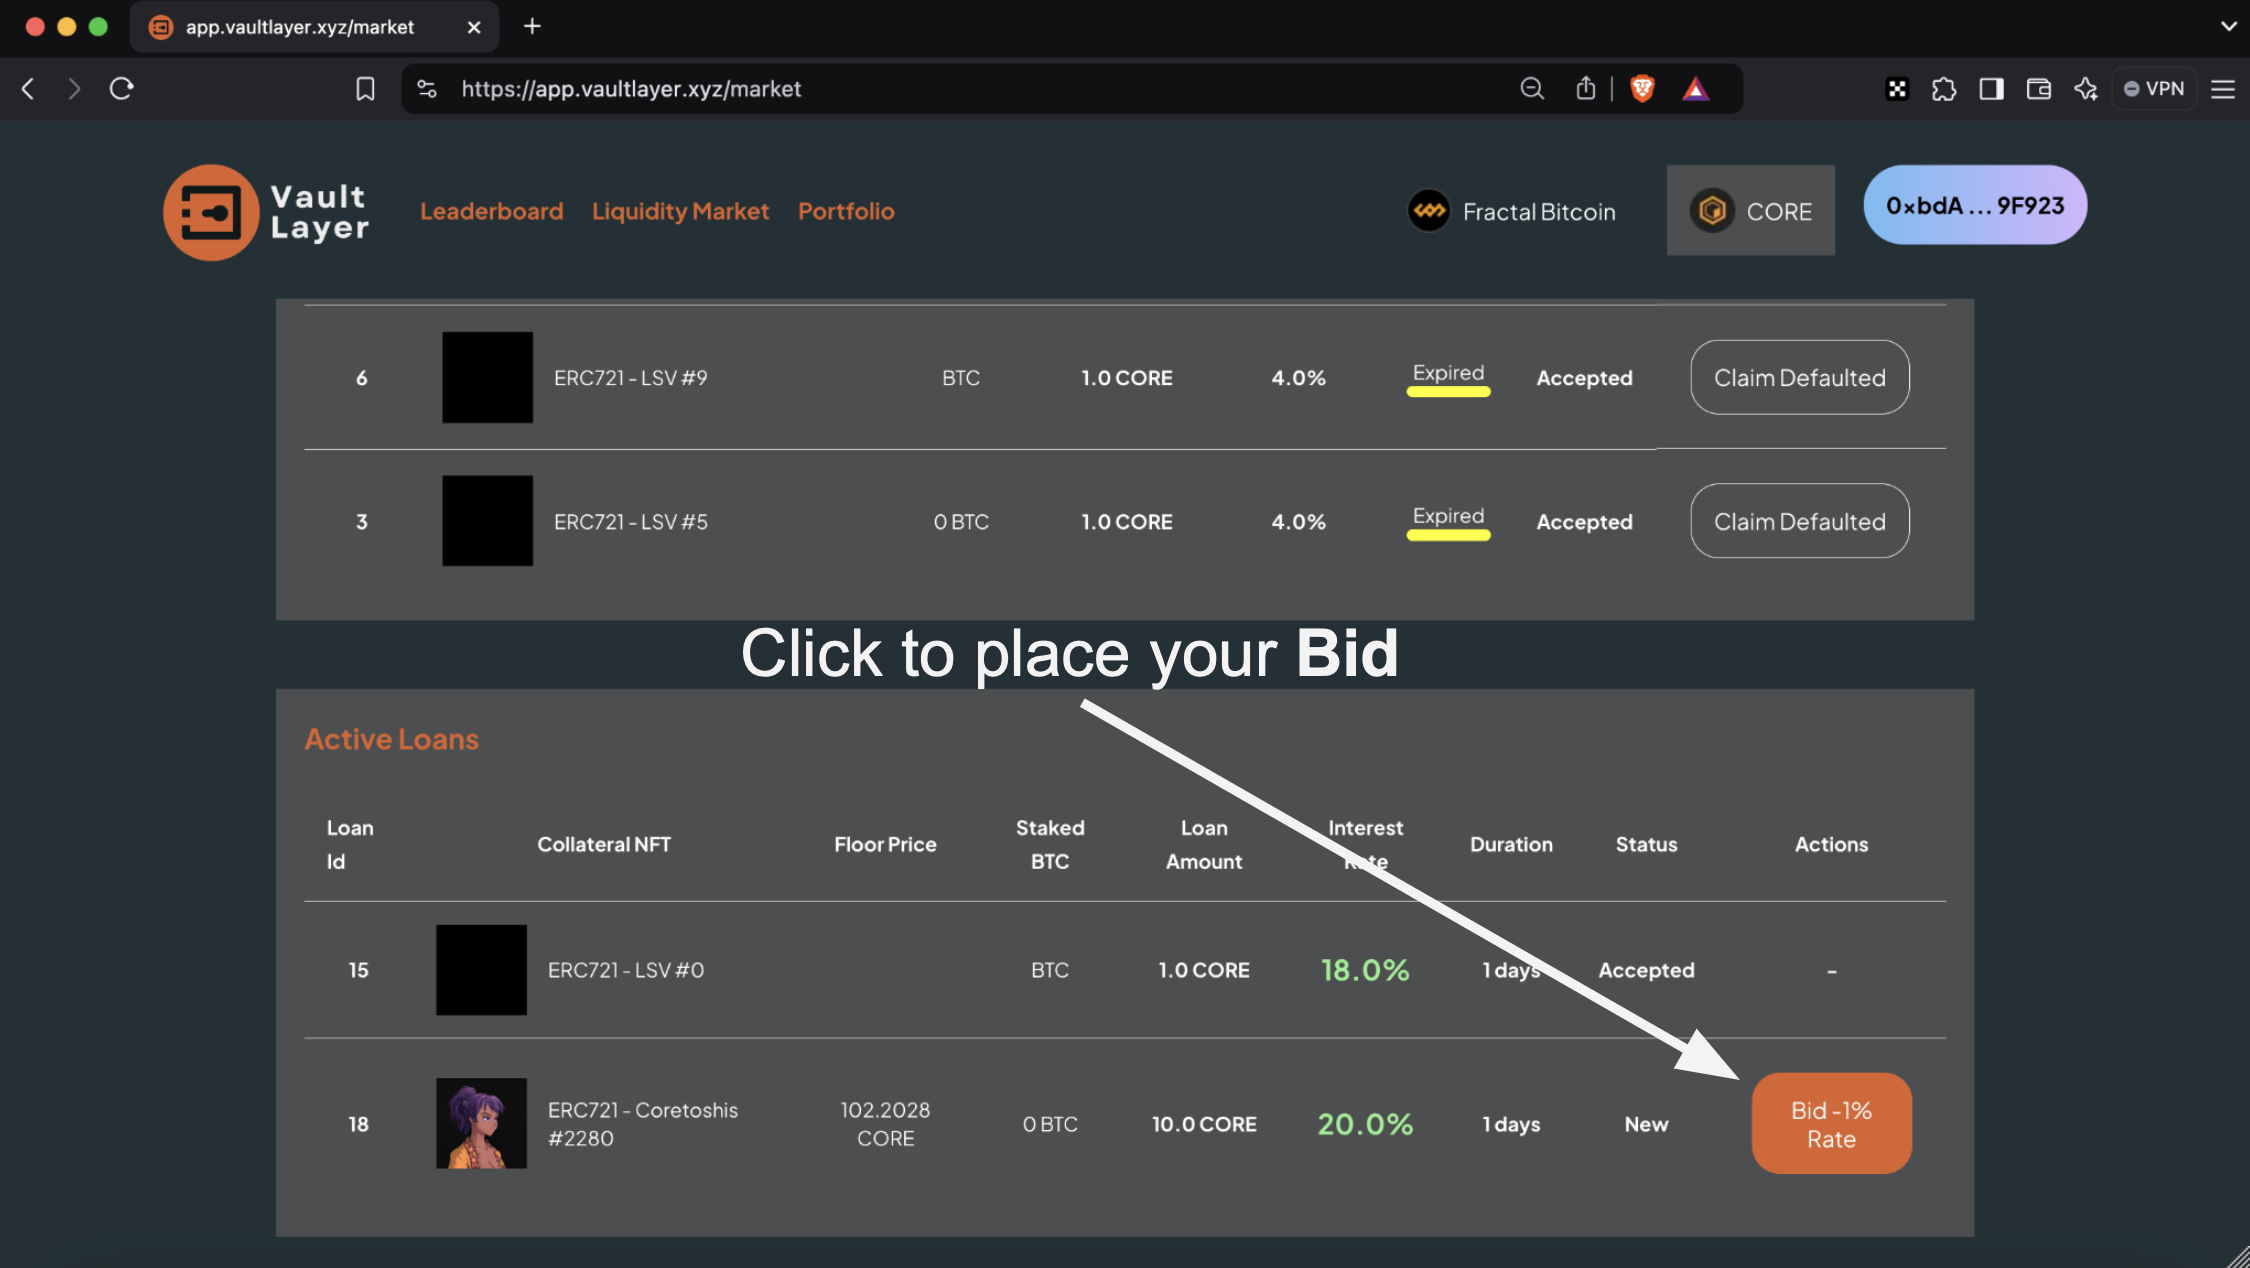 app.vaultlayer.xyz/market
https://app.vaultlayer.xyz/market
VPN
Vault
Layer
Leaderboard Liquidity Market Portfolio
Fractal Bitcoin
CORE
0xbdA ... 9F923
6 ERC721 - LSV #9 BTC 1.0 CORE 4.0% Expired Accepted Claim Defaulted
3 ERC721 - LSV #5 0 BTC 1.0 CORE 4.0% Expired Accepted Claim Defaulted
Click to place your Bid
Active Loans
Loan
Id
Collateral NFT
Floor Price
Staked
BTC
Loan
Amount
Interest
Rate
Duration
Status
Actions
15 ERC721 - LSV #0 BTC 1.0 CORE 18.0% 1 days Accepted -
18
ERC721 - Coretoshis
#2280
102.2028
CORE
0 BTC
10.0 CORE
20.0%
1 days
New
Bid -1%
Rate